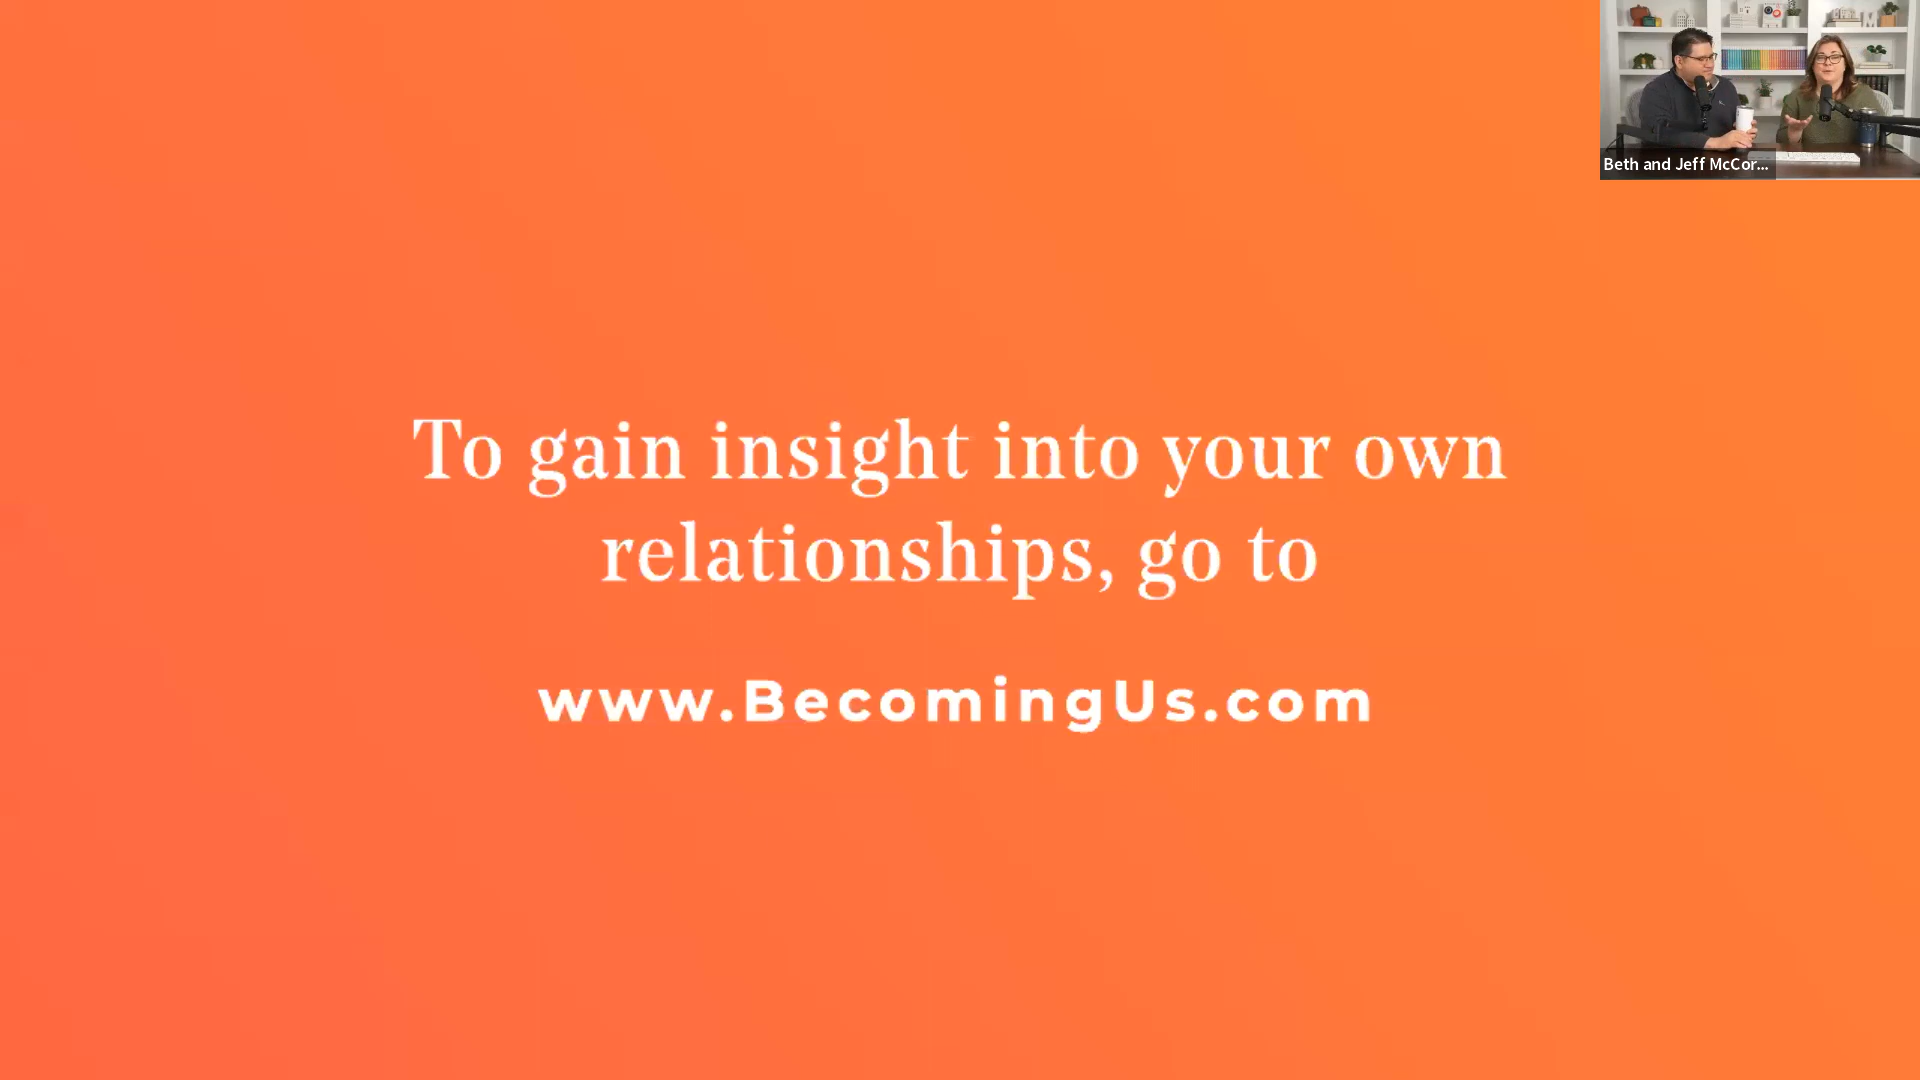 Beth and Jeff McCor...
To gain insight into your own
relationships, go to
www.BecomingUs.com